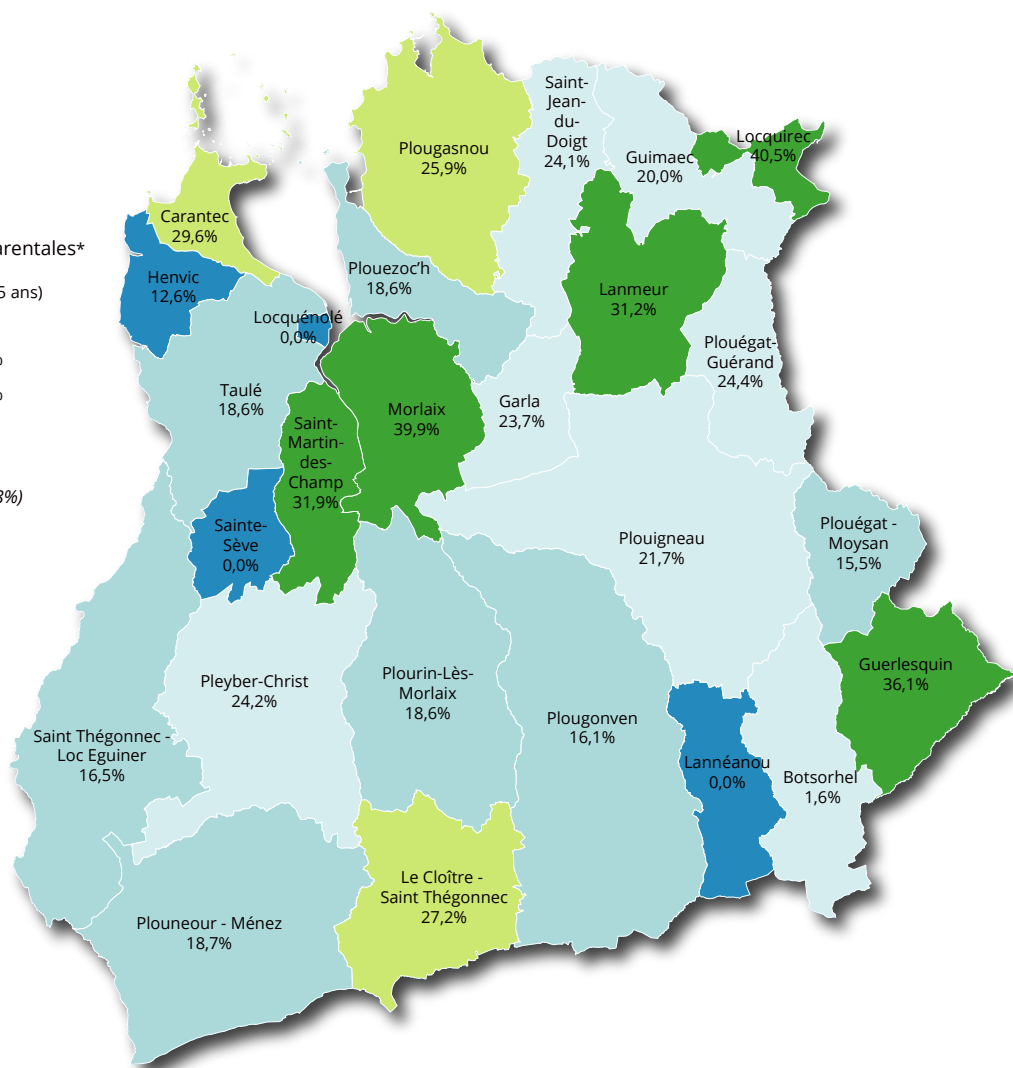 arentales*
5 ans)
%
%
3%)
Saint-
Jean-
du-
Doigt
24,1%
Plougasnou
25,9%
Locquirec
40,5%
Guimaec
20,0%
Carantec
29,6%
Henvic
12,6%
Plouezoc'h
18,6%
Lanmeur
31,2%
Locquénolé
0,0%
Plouégat-
Guérand
24,4%
Taulé
18,6%
Morlaix
39,9%
Garla
23,7%
Saint-
Martin-
des-
Champ
31,9%
Sainte-
Sève
0,0%
Plouigneau
21,7%
Plouégat -
Moysan
15,5%
Guerlesquin
36,1%
Pleyber-Christ
24,2%
Plourin-Lès-
Morlaix
18,6%
Plougonven
16,1%
Saint Thégonnec -
Loc Eguiner
16,5%
Lannéanou
0,0%
Botsorhel
1,6%
Le Cloître -
Saint Thégonnec
27,2%
Plouneour - Ménez
18,7%